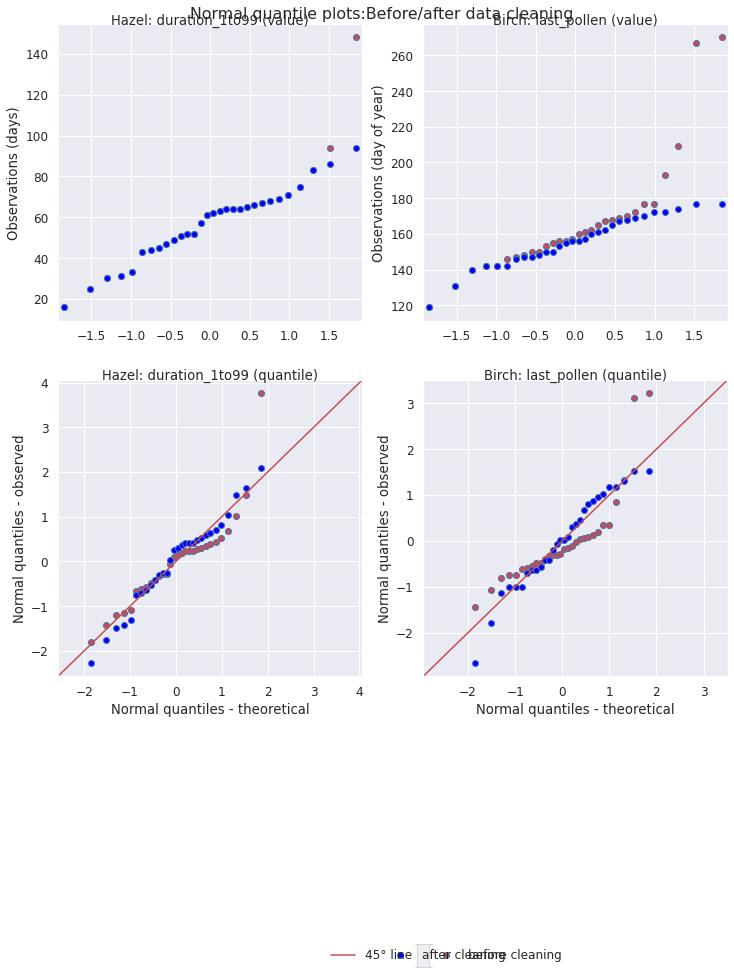 Normal quantile plots:Before/after data cleaning
Hazel: duration_1to99 (value)
Birch: last_pollen (value)
Observations (days)
140
120
100
80
60
40
20
−1.5 −1.0 −0.5 0.0 0.5 1.0 1.5
Observations (day of year)
260
240
220
200
180
160
140
120
−1.5 −1.0 −0.5 0.0 0.5 1.0 1.5
Hazel: duration_1to99 (quantile)
Birch: last_pollen (quantile)
Normal quantiles - observed
4
3
2
1
0
−1
−2
−2 −1 0 1 2 3 4
Normal quantiles - theoretical
Normal quantiles - observed
3
2
1
0
−1
−2
−2 −1 0 1 2 3
Normal quantiles - theoretical
45° line
after cleaning
before cleaning